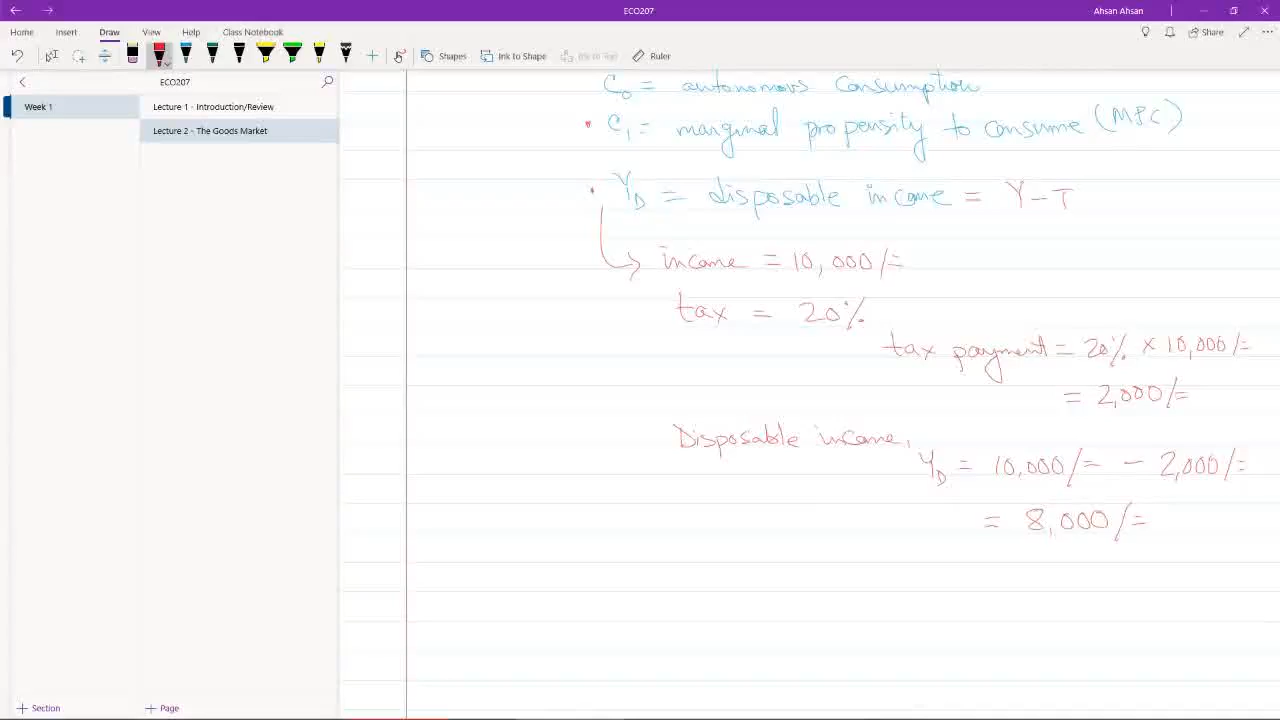 ECO207
Ahsan Ahsan
Home Insert Draw View Help Class Notebook
Share
Shapes Ink to Shape Ink to Text Ruler
ECO207
Week 1
Lecture 1 - Introduction/Review
Lecture 2 - The Goods Market
C0 = autonomous consumption
C1 = marginal propensity to consume (MPC)
YD = disposable income = Y - T
income = 10,000/=
tax = 20%
tax payment = 20% × 10,000/=
= 2,000/=
Disposable income,
YD = 10,000/= - 2,000/=
= 8,000/=
+ Section
+ Page